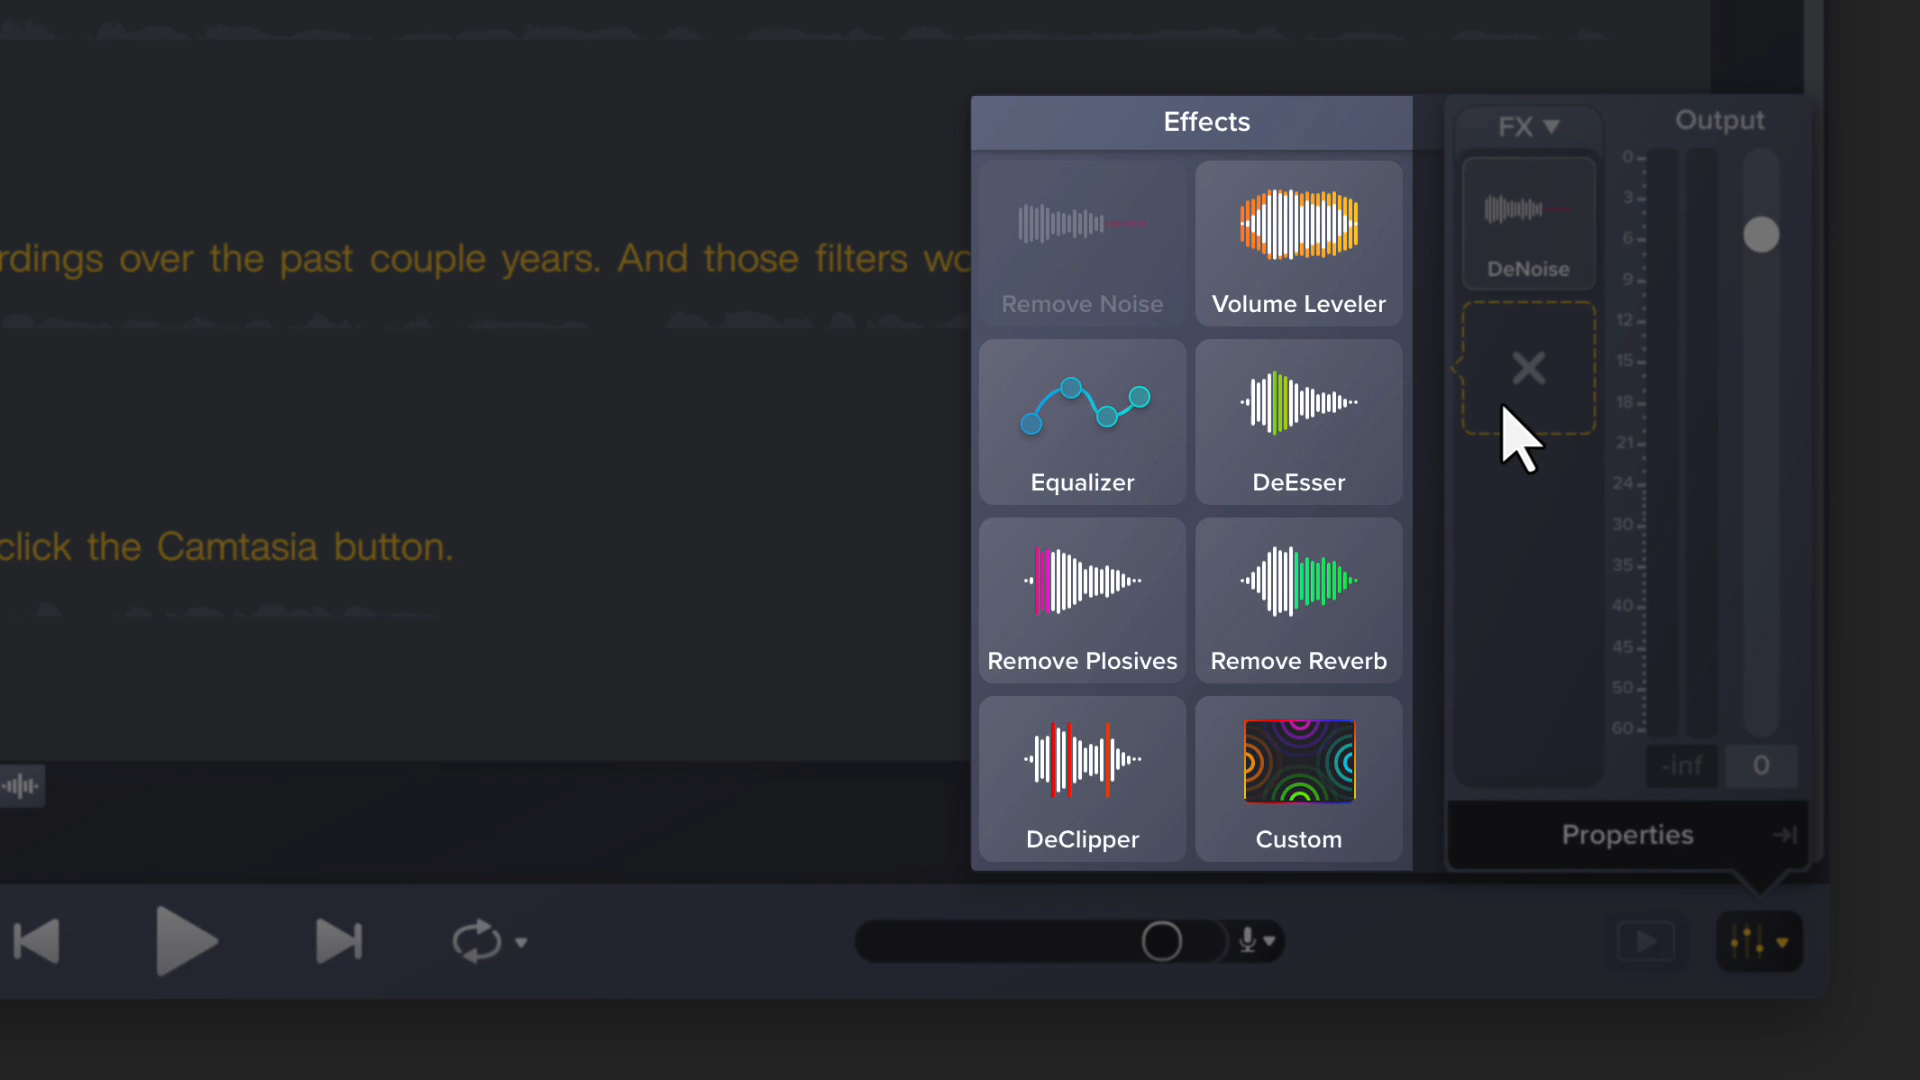 Effects
FX
Output
0
3
6
9
12
15
18
21
24
30
35
40
45
50
60
DeNoise
rdings over the past couple years. And those filters wo
Remove Noise
Volume Leveler
Equalizer
DeEsser
click the Camtasia button.
Remove Plosives
Remove Reverb
DeClipper
Custom
-inf
0
Properties